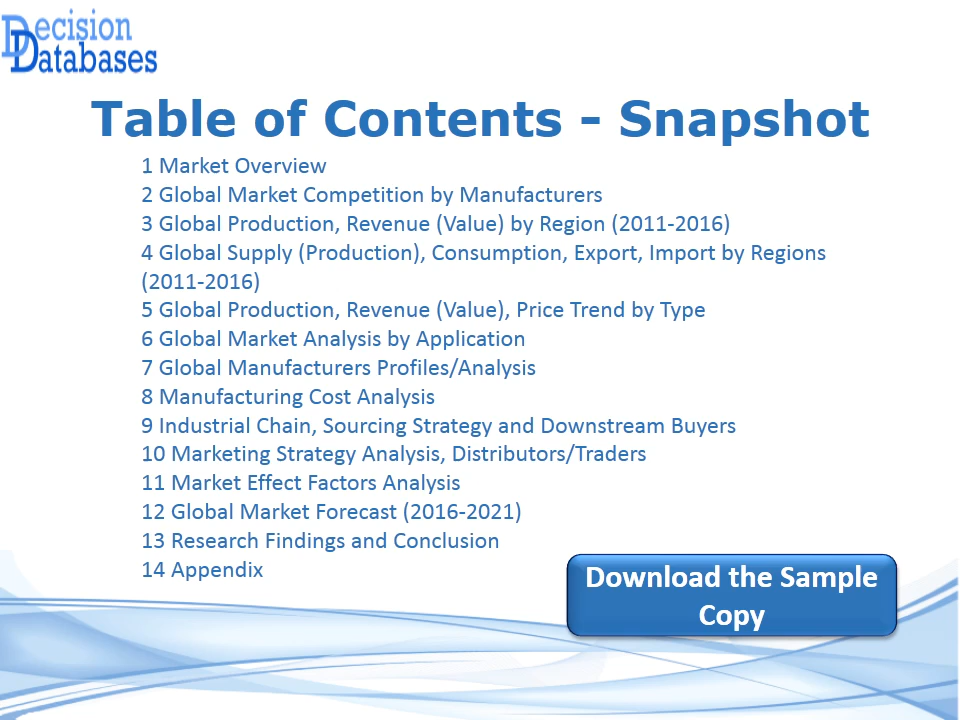 Decision
Databases
Table of Contents - Snapshot
1 Market Overview
2 Global Market Competition by Manufacturers
3 Global Production, Revenue (Value) by Region (2011-2016)
4 Global Supply (Production), Consumption, Export, Import by Regions
(2011-2016)
5 Global Production, Revenue (Value), Price Trend by Type
6 Global Market Analysis by Application
7 Global Manufacturers Profiles/Analysis
8 Manufacturing Cost Analysis
9 Industrial Chain, Sourcing Strategy and Downstream Buyers
10 Marketing Strategy Analysis, Distributors/Traders
11 Market Effect Factors Analysis
12 Global Market Forecast (2016-2021)
13 Research Findings and Conclusion
14 Appendix
Download the Sample
Copy